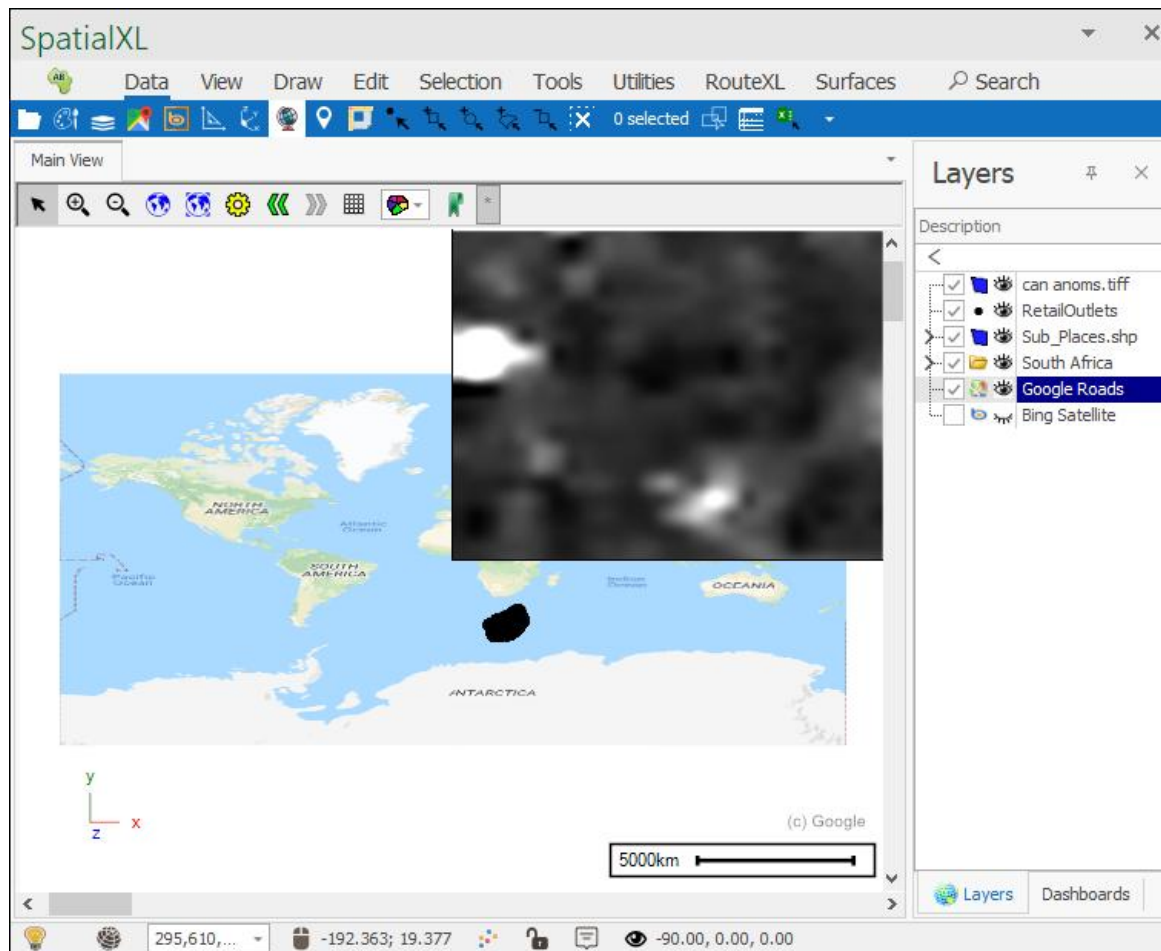 SpatialXL
Data View Draw Edit Selection Tools Utilities RouteXL Surfaces Search
0 selected
Main View
Layers
Description
can anoms.tiff
RetailOutlets
Sub_Places.shp
South Africa
Google Roads
Bing Satellite
NORTH
AMERICA
Atlantic
Ocean
Pacific
Ocean
SOUTH
AMERICA
Indian
Ocean
OCEANIA
ANTARCTICA
y
x
z
(c) Google
5000km
Layers Dashboards
295,610,... -192.363; 19.377 -90.00, 0.00, 0.00